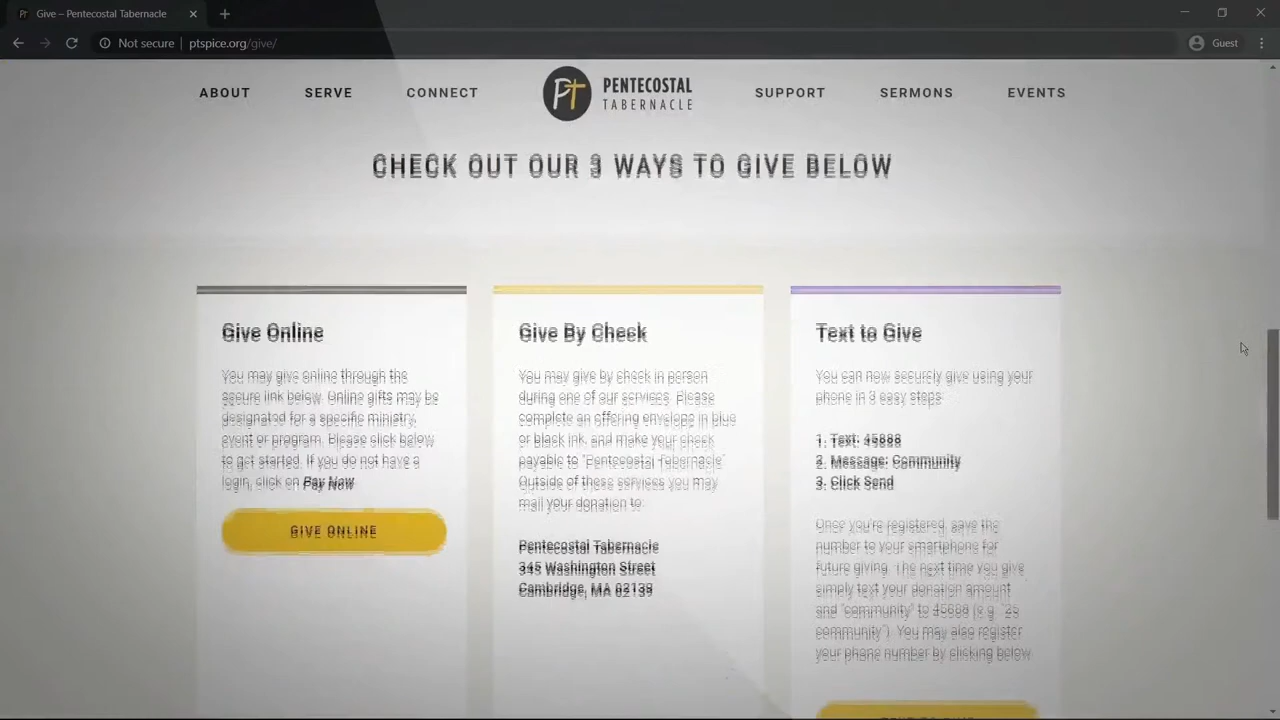 Give – Pentecostal Tabernacle
Not secure
ptspice.org/give/
Guest
ABOUT
SERVE
CONNECT
Pt
PENTECOSTAL
TABERNACLE
SUPPORT
SERMONS
EVENTS
CHECK OUT OUR 3 WAYS TO GIVE BELOW
Give Online
You may give online through the
secure link below. Online gifts may be
designated for a specific ministry,
event or program. Please click below
to get started. If you do not have a
login, click on Pay Now
GIVE ONLINE
Give By Check
You may give by check in person
during one of our services. Please
complete an offering envelope in blue
or black ink, and make your check
payable to "Pentecostal Tabernacle"
Outside of these services you may
mail your donation to:
Pentecostal Tabernacle
345 Washington Street
Cambridge, MA 02139
Text to Give
You can now securely give using your
phone in 3 easy steps
1. Text: 45888
2. Message: Community
3. Click Send
Once you're registered, save the
number to your smartphone for
future giving. The next time you give
simply text your donation amount
and "community" to 45888 (e.g. "25
community"). You may also register
your phone number by clicking below